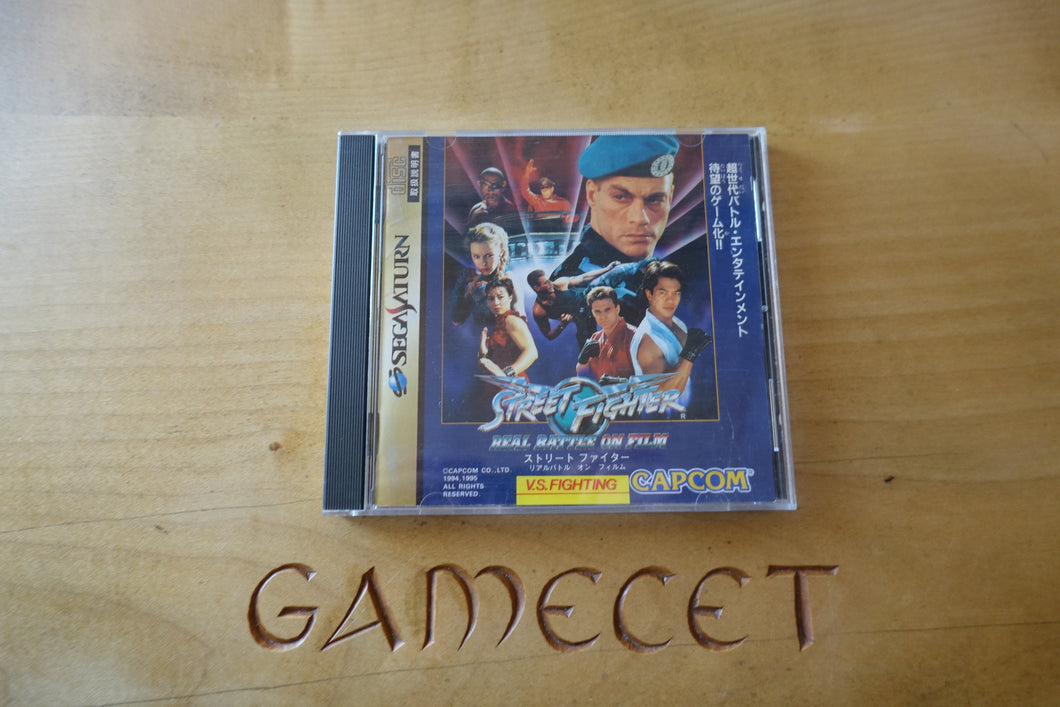 disc
取扱説明書
SEGASATURN
超世代バトル・エンタテインメント
待望のゲーム化!!
STREET FIGHTER
REAL BATTLE ON FILM
ストリート ファイター
リアルバトル オン フィルム
©CAPCOM CO.,LTD.
1994,1995
ALL RIGHTS
RESERVED.
V.S. FIGHTING
CAPCOM®
GAMECET